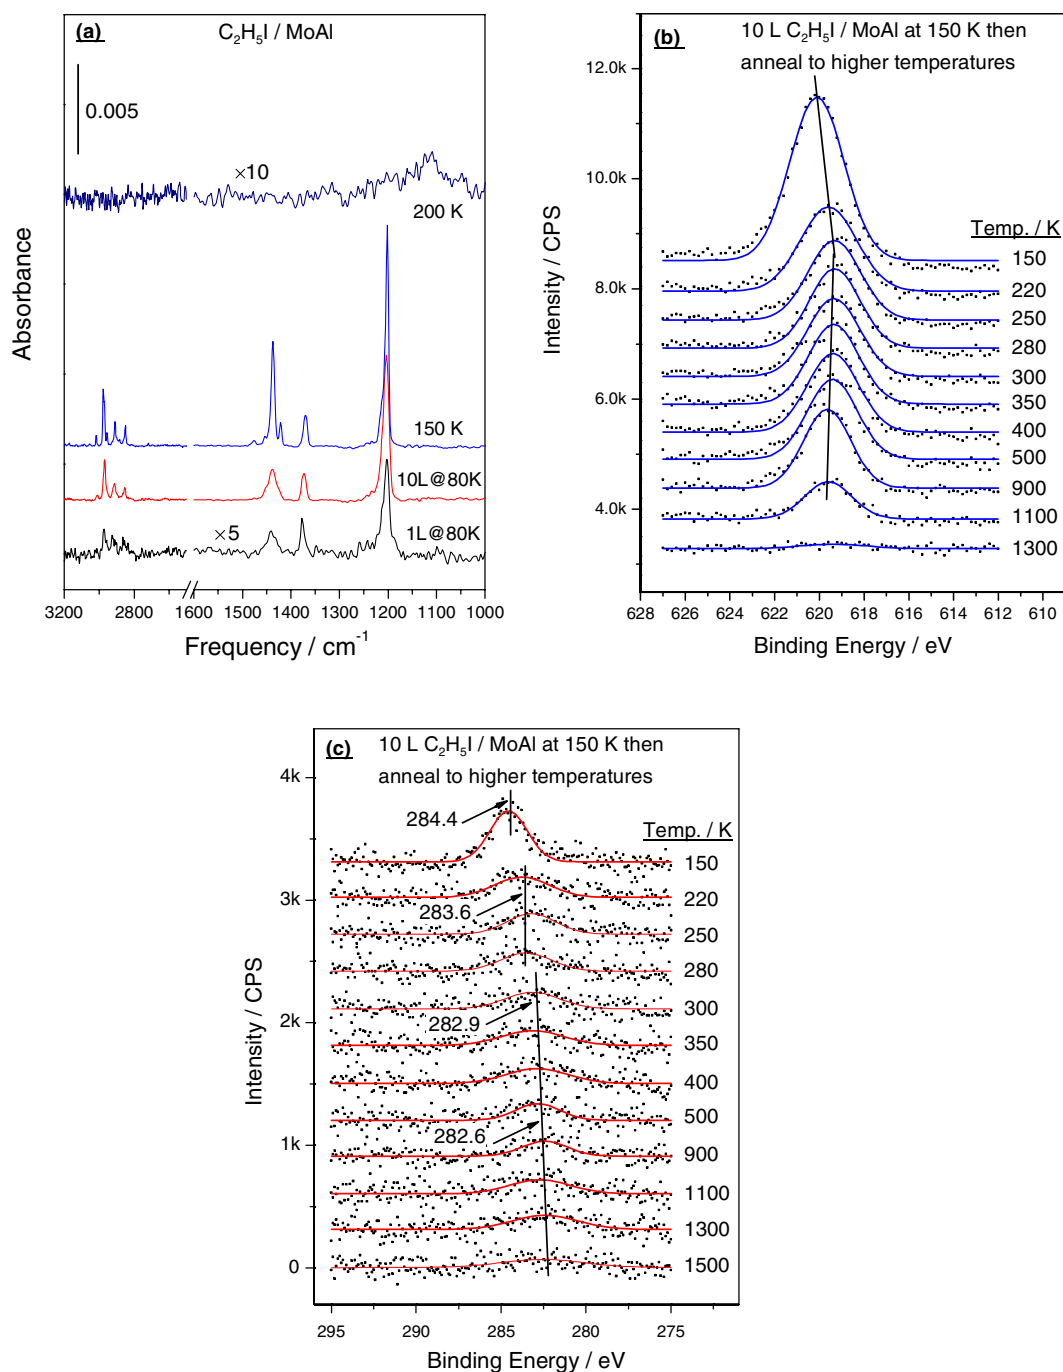 (a)
C₂H₅I / MoAl
0.005
×10
200 K
150 K
10L@80K
×5
1L@80K
Absorbance
3200 2800 1600 1500 1400 1300 1200 1100 1000
Frequency / cm⁻¹
(b)
10 L C₂H₅I / MoAl at 150 K then
anneal to higher temperatures
12.0k
10.0k
8.0k
6.0k
4.0k
Intensity / CPS
Temp. / K
150
220
250
280
300
350
400
500
900
1100
1300
628 626 624 622 620 618 616 614 612 610
Binding Energy / eV
(c)
10 L C₂H₅I / MoAl at 150 K then
anneal to higher temperatures
4k
3k
2k
1k
0
Intensity / CPS
284.4
283.6
282.9
282.6
Temp. / K
150
220
250
280
300
350
400
500
900
1100
1300
1500
295 290 285 280 275
Binding Energy / eV